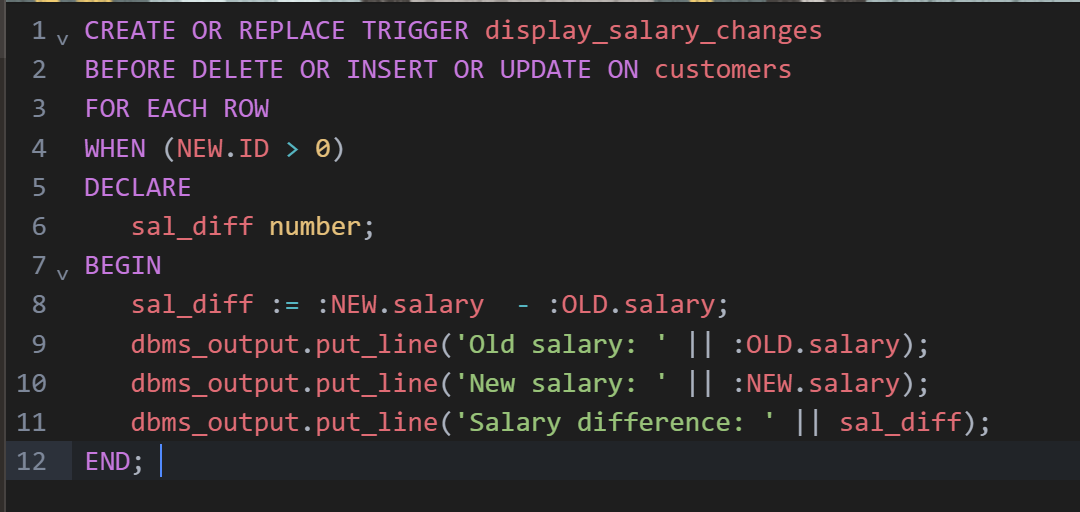 1 CREATE OR REPLACE TRIGGER display_salary_changes
2 BEFORE DELETE OR INSERT OR UPDATE ON customers
3 FOR EACH ROW
4 WHEN (NEW.ID > 0)
5 DECLARE
6    sal_diff number;
7 BEGIN
8    sal_diff := :NEW.salary  - :OLD.salary;
9    dbms_output.put_line('Old salary: ' || :OLD.salary);
10    dbms_output.put_line('New salary: ' || :NEW.salary);
11    dbms_output.put_line('Salary difference: ' || sal_diff);
12 END;